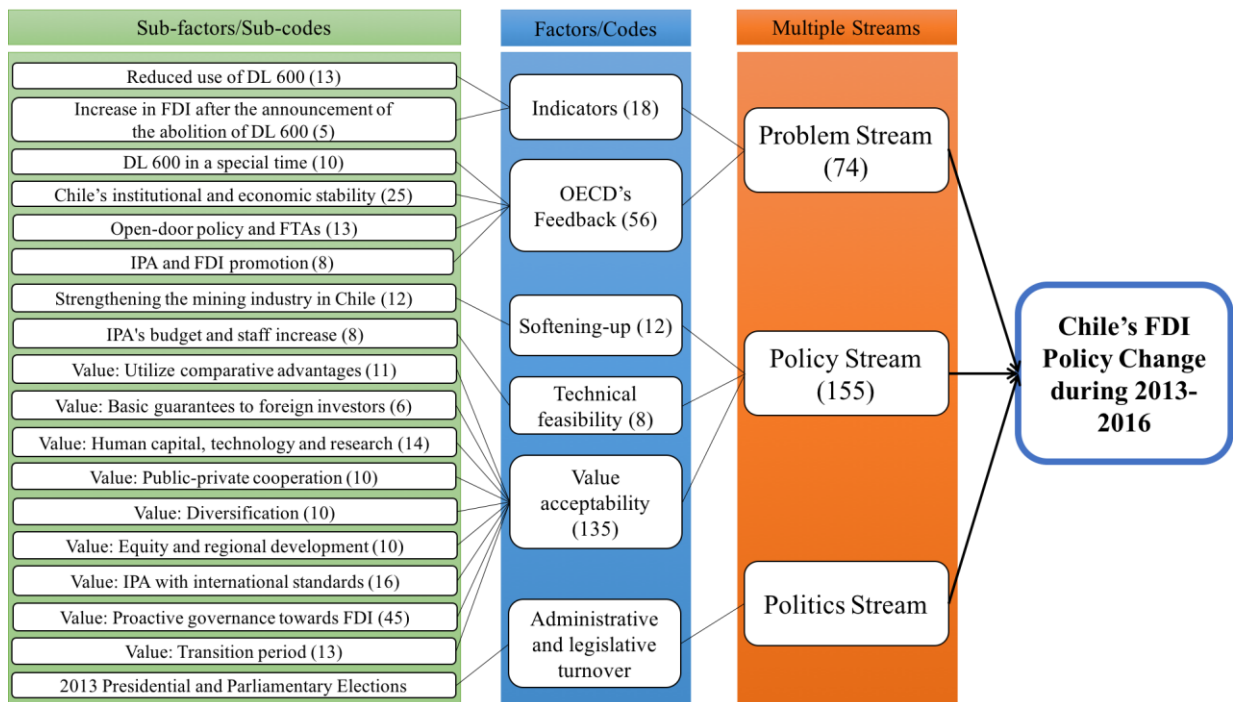 Sub-factors/Sub-codes
Reduced use of DL 600 (13)
Increase in FDI after the announcement of
the abolition of DL 600 (5)
DL 600 in a special time (10)
Chile’s institutional and economic stability (25)
Open-door policy and FTAs (13)
IPA and FDI promotion (8)
Strengthening the mining industry in Chile (12)
IPA's budget and staff increase (8)
Value: Utilize comparative advantages (11)
Value: Basic guarantees to foreign investors (6)
Value: Human capital, technology and research (14)
Value: Public-private cooperation (10)
Value: Diversification (10)
Value: Equity and regional development (10)
Value: IPA with international standards (16)
Value: Proactive governance towards FDI (45)
Value: Transition period (13)
2013 Presidential and Parliamentary Elections
Factors/Codes
Indicators (18)
OECD’s
Feedback (56)
Softening-up (12)
Technical
feasibility (8)
Value
acceptability
(135)
Administrative
and legislative
turnover
Multiple Streams
Problem Stream
(74)
Policy Stream
(155)
Politics Stream
Chile’s FDI
Policy Change
during 2013-
2016